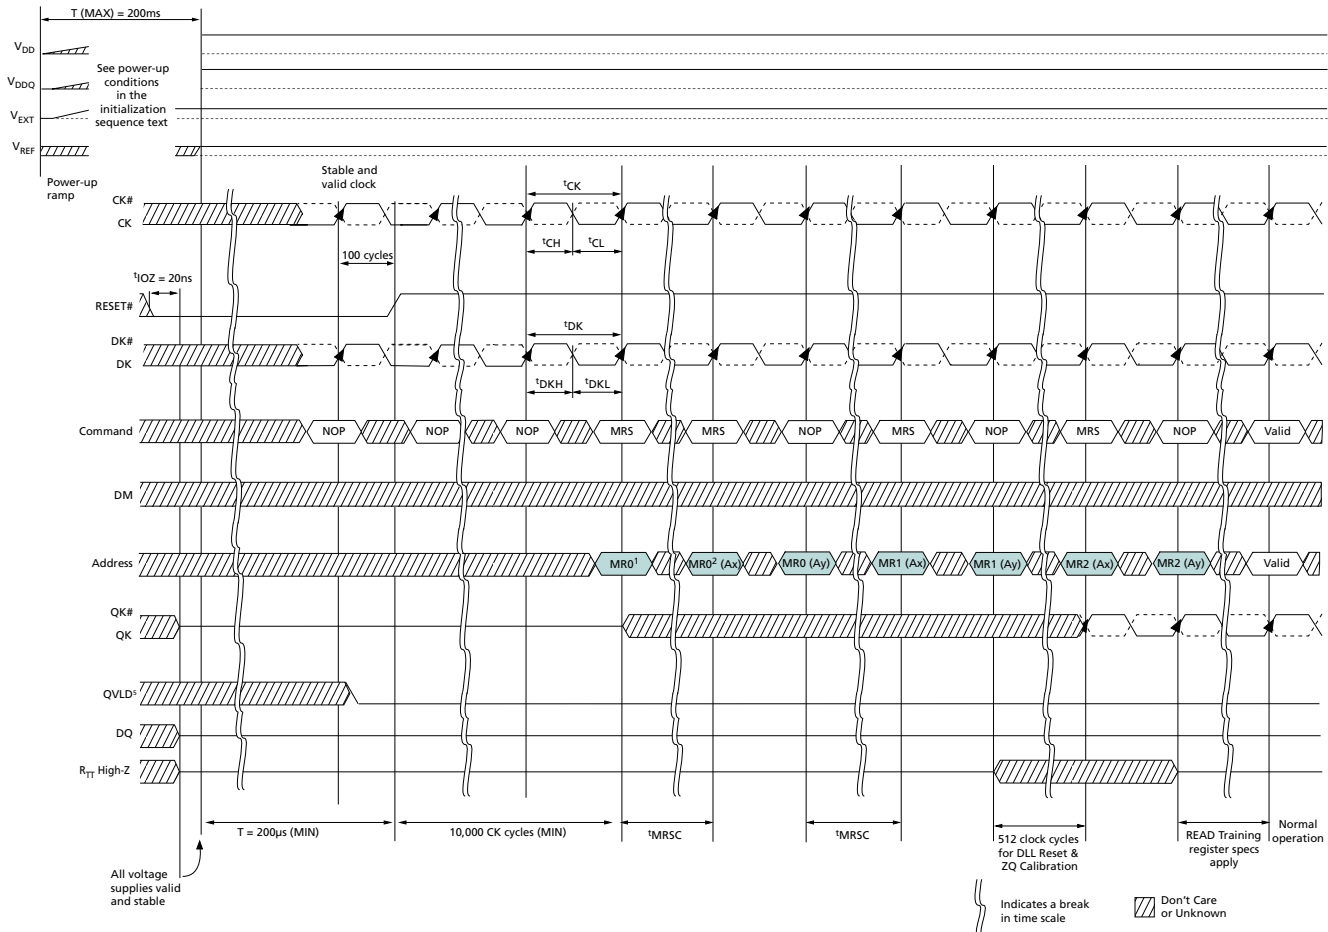 T (MAX) = 200ms
VDD
VDDQ
VEXT
VREF
See power-up
conditions
in the
initialization
sequence text
Power-up
ramp
Stable and
valid clock
CK#
CK
tCK
tCH
tCL
100 cycles
tIOZ = 20ns
RESET#
DK#
DK
tDK
tDKH
tDKL
Command
NOP
NOP
NOP
MRS
MRS
NOP
MRS
NOP
MRS
NOP
Valid
DM
Address
MR0¹
MR0² (Ax)
MR0 (Ay)
MR1 (Ax)
MR1 (Ay)
MR2 (Ax)
MR2 (Ay)
Valid
QK#
QK
QVLD⁵
DQ
RTT High-Z
T = 200µs (MIN)
10,000 CK cycles (MIN)
tMRSC
tMRSC
512 clock cycles
for DLL Reset &
ZQ Calibration
READ Training
register specs
apply
Normal
operation
All voltage
supplies valid
and stable
Indicates a break
in time scale
Don't Care
or Unknown